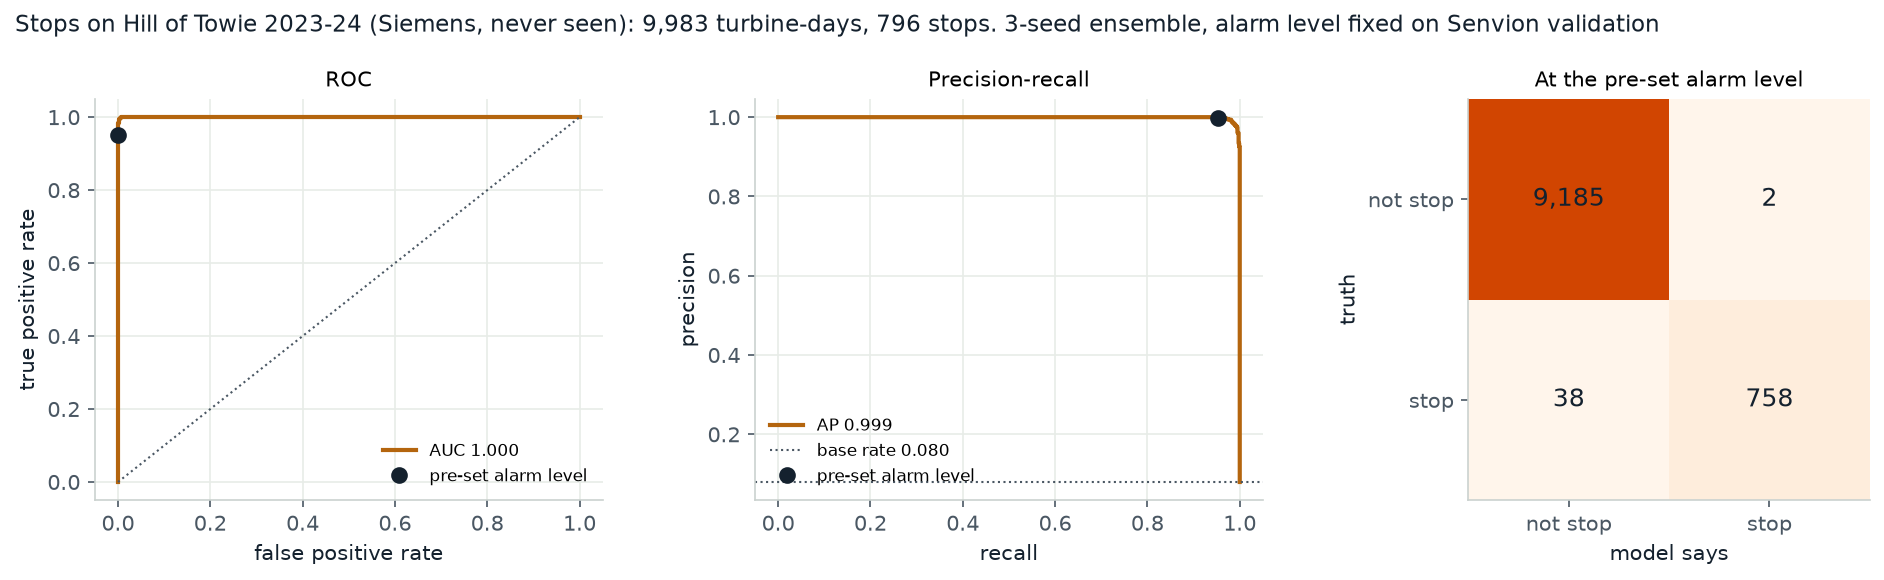 Stops on Hill of Towie 2023-24 (Siemens, never seen): 9,983 turbine-days, 796 stops. 3-seed ensemble, alarm level fixed on Senvion validation
ROC
1.0
0.8
0.6
0.4
0.2
0.0
true positive rate
AUC 1.000
pre-set alarm level
0.0 0.2 0.4 0.6 0.8 1.0
false positive rate
Precision-recall
1.0
0.8
0.6
0.4
0.2
precision
AP 0.999
base rate 0.080
pre-set alarm level
0.0 0.2 0.4 0.6 0.8 1.0
recall
At the pre-set alarm level
truth
not stop 9,185 2
stop 38 758
not stop stop
model says